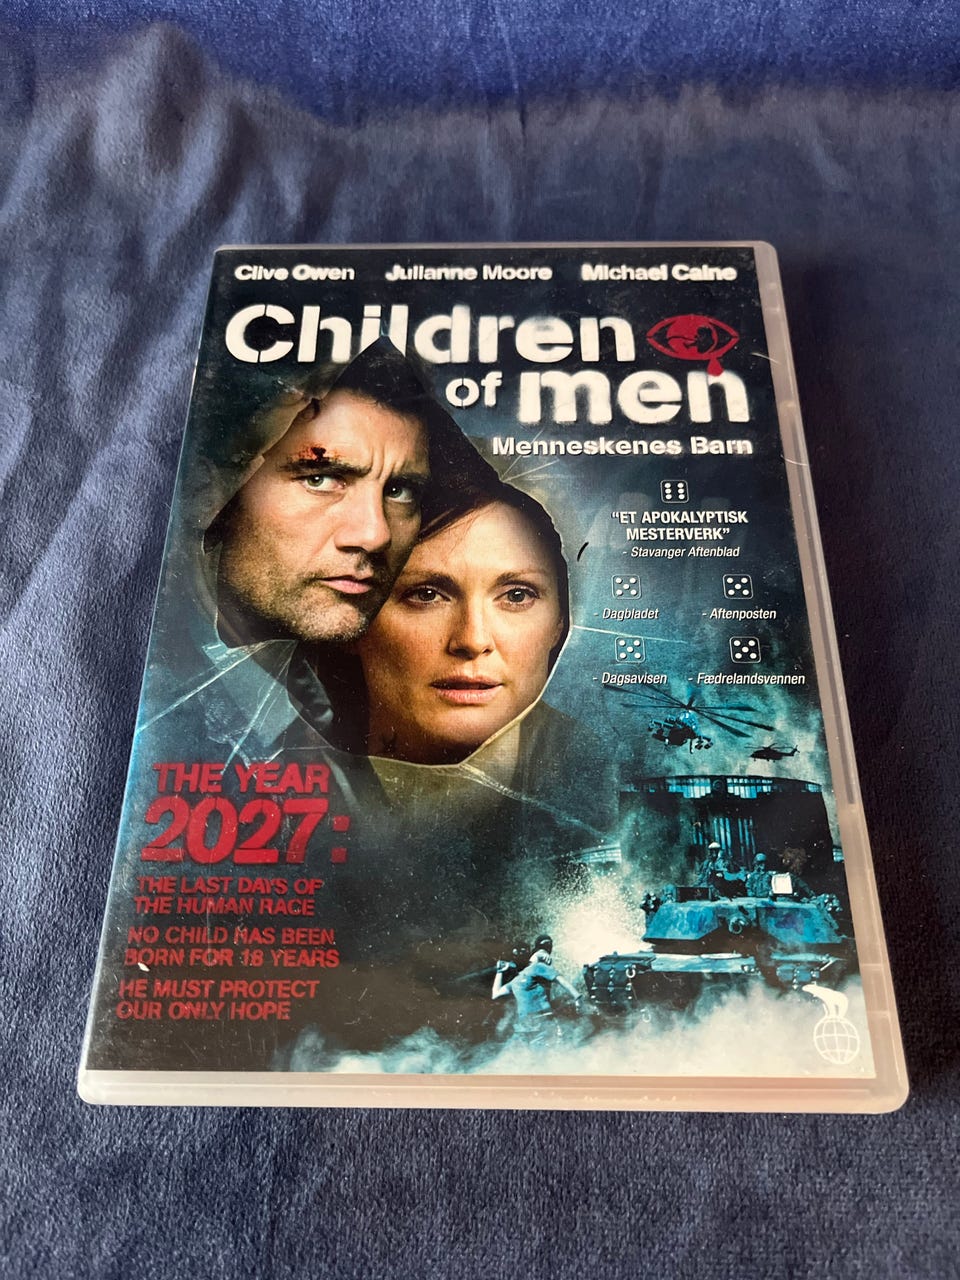 Clive Owen Julianne Moore Michael Caine
Children
of men
Menneskenes Barn
"ET APOKALYPTISK
MESTERVERK"
- Stavanger Aftenblad
- Dagbladet - Aftenposten
- Dagsavisen - Fædrelandsvennen
THE YEAR
2027:
THE LAST DAYS OF
THE HUMAN RACE
NO CHILD HAS BEEN
BORN FOR 18 YEARS
HE MUST PROTECT
OUR ONLY HOPE